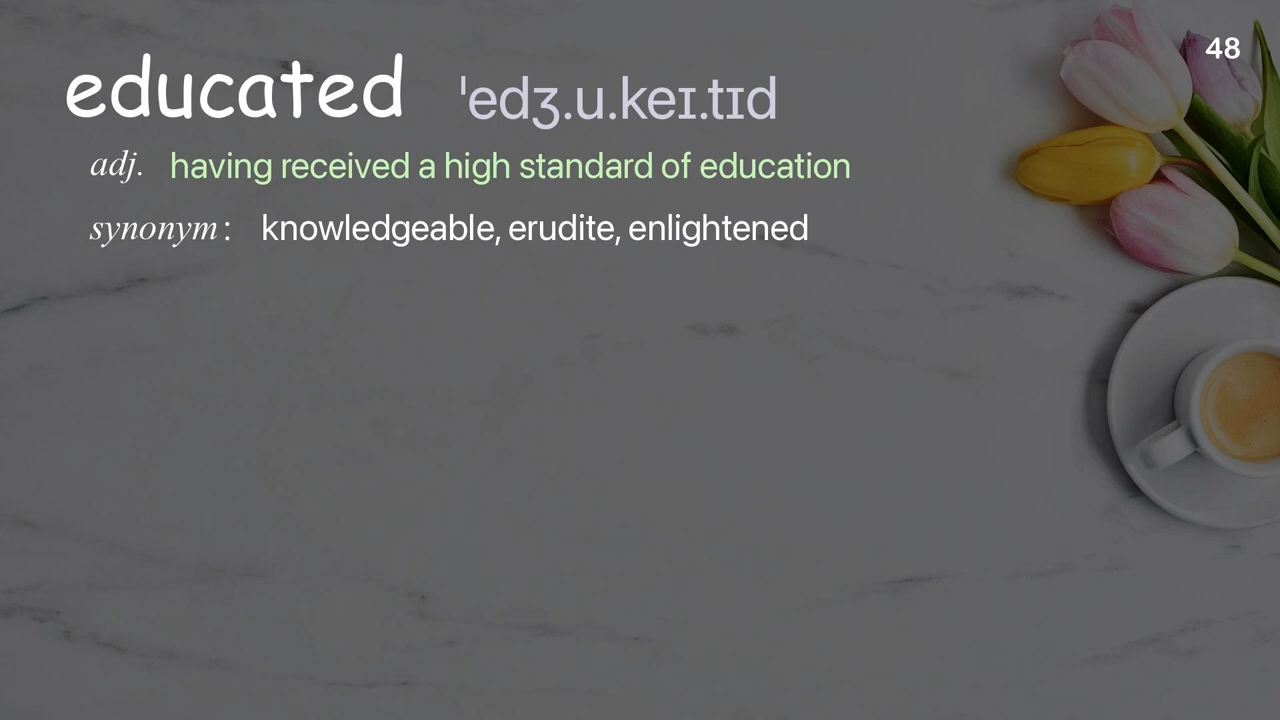 48
educated ˈedʒ.u.keɪ.tɪd
adj. having received a high standard of education
synonym: knowledgeable, erudite, enlightened